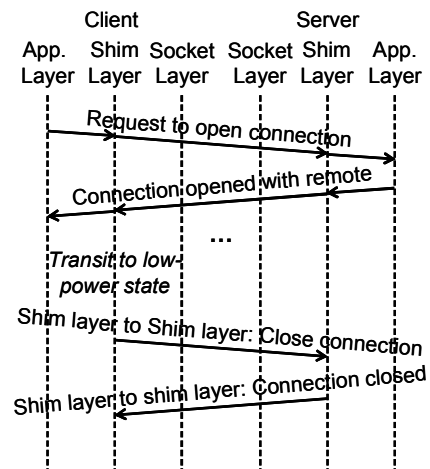 Client Server
App. Layer Shim Layer Socket Layer Socket Layer Shim Layer App. Layer
Request to open connection
Connection opened with remote
...
Transit to low-
power state
Shim layer to Shim layer: Close connection
Shim layer to shim layer: Connection closed